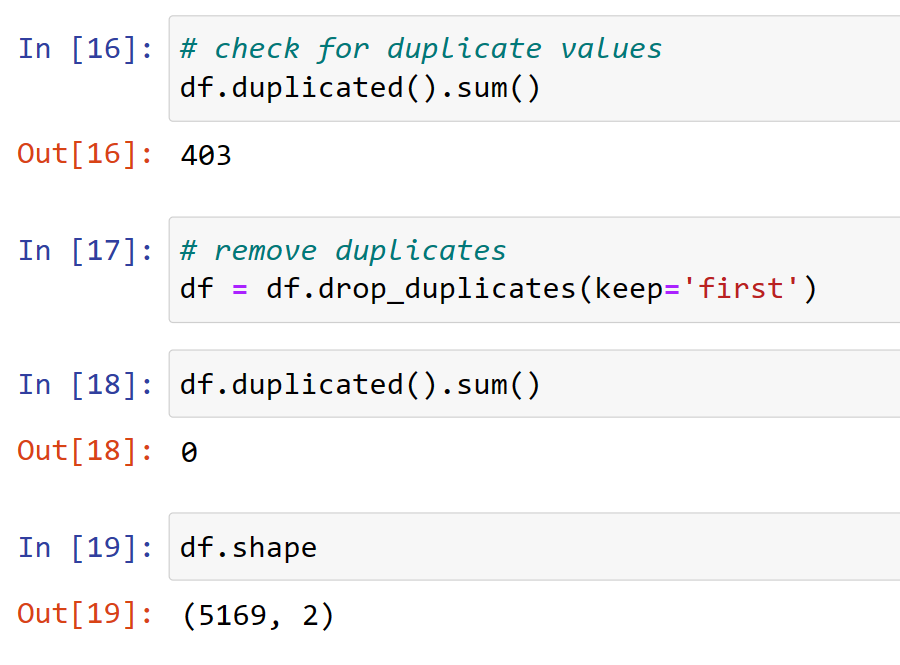 In [16]: # check for duplicate values
df.duplicated().sum()
Out[16]: 403
In [17]: # remove duplicates
df = df.drop_duplicates(keep='first')
In [18]: df.duplicated().sum()
Out[18]: 0
In [19]: df.shape
Out[19]: (5169, 2)